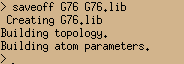 > saveoff G76 G76.lib
Creating G76.lib
Building topology.
Building atom parameters.
>